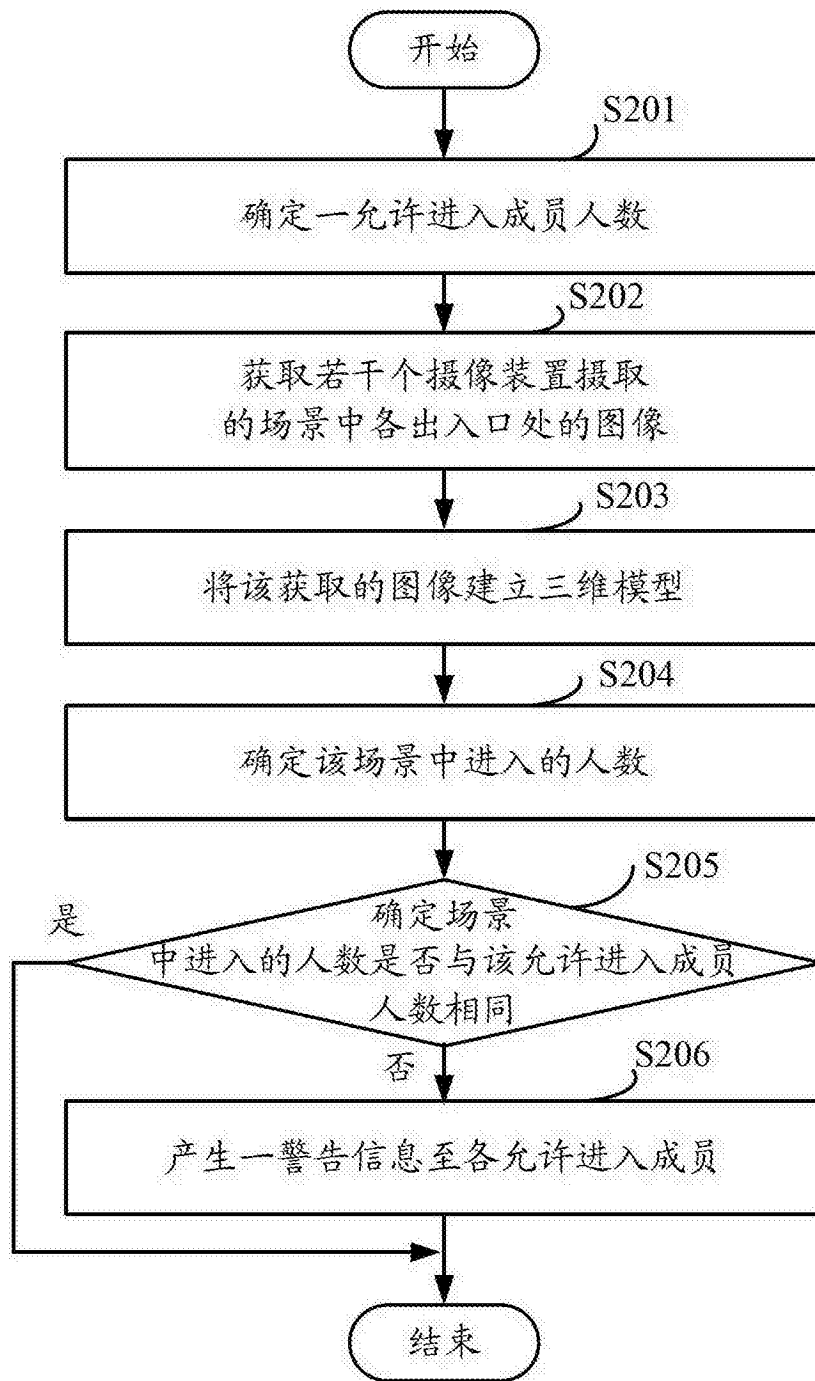 开始
S201
确定一允许进入成员人数
S202
获取若干个摄像装置摄取
的场景中各出入口处的图像
S203
将该获取的图像建立三维模型
S204
确定该场景中进入的人数
S205
是
确定场景
中进入的人数是否与该允许进入成员
人数相同
否
S206
产生一警告信息至各允许进入成员
结束